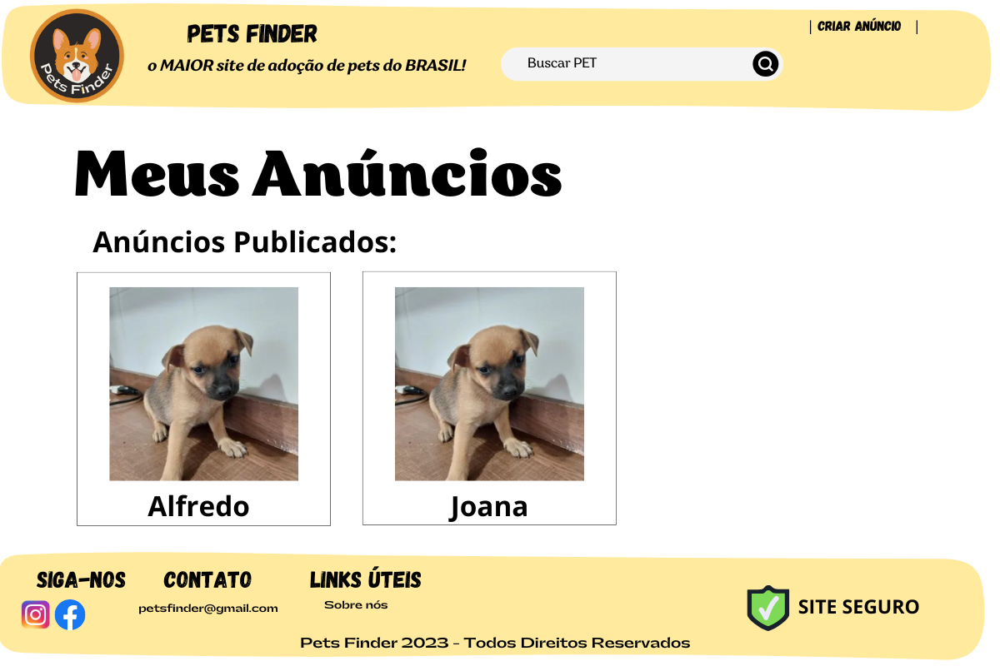 Pets Finder
PETS FINDER
o MAIOR site de adoção de pets do BRASIL!
Buscar PET
| CRIAR ANÚNCIO |
Meus Anúncios
Anúncios Publicados:
Alfredo
Joana
SIGA-NOS
CONTATO
petsfinder@gmail.com
LINKS ÚTEIS
Sobre nós
SITE SEGURO
Pets Finder 2023 - Todos Direitos Reservados